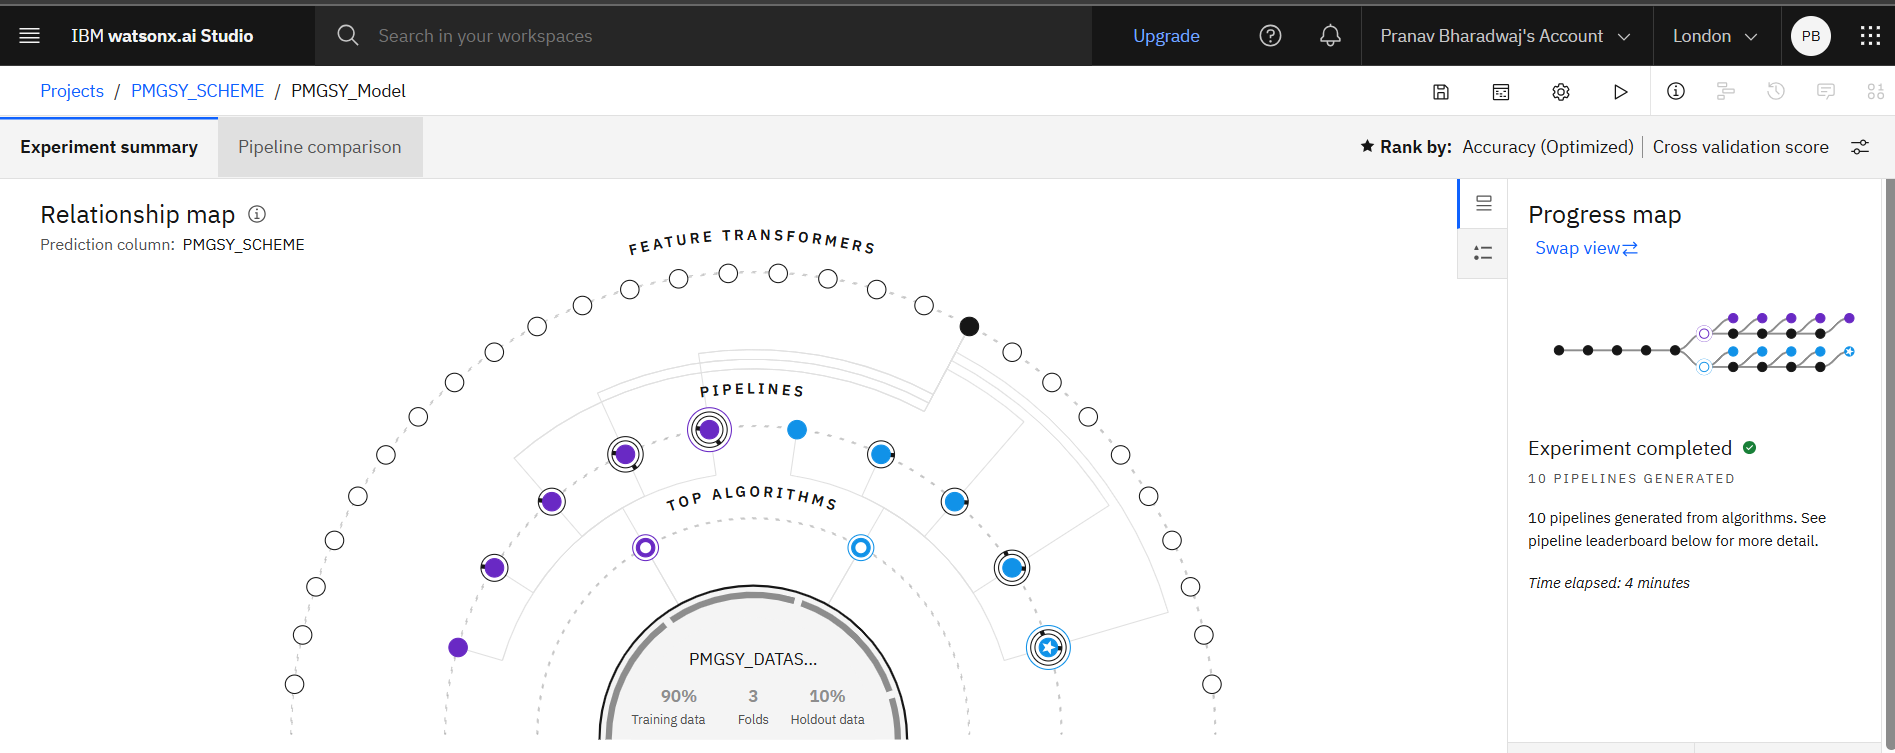 IBM watsonx.ai Studio
Search in your workspaces
Upgrade
Pranav Bharadwaj's Account
London
PB
Projects / PMGSY_SCHEME / PMGSY_Model
Experiment summary
Pipeline comparison
Rank by: Accuracy (Optimized) | Cross validation score
Relationship map
Prediction column: PMGSY_SCHEME
FEATURE TRANSFORMERS
PIPELINES
TOP ALGORITHMS
PMGSY_DATAS...
90% 3 10%
Training data Folds Holdout data
Progress map
Swap view
Experiment completed
10 PIPELINES GENERATED
10 pipelines generated from algorithms. See
pipeline leaderboard below for more detail.
Time elapsed: 4 minutes